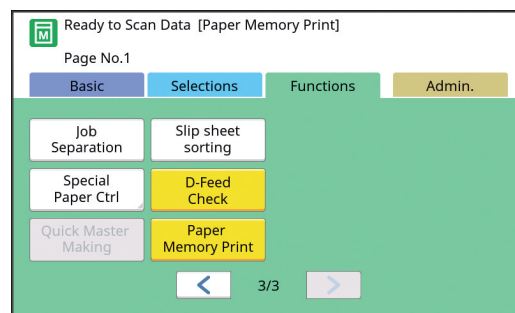 M
Ready to Scan Data [Paper Memory Print]
Page No.1
Basic
Selections
Functions
Admin.
Job
Separation
Slip sheet
sorting
Special
Paper Ctrl
D-Feed
Check
Quick Master
Making
Paper
Memory Print
<
3/3
>